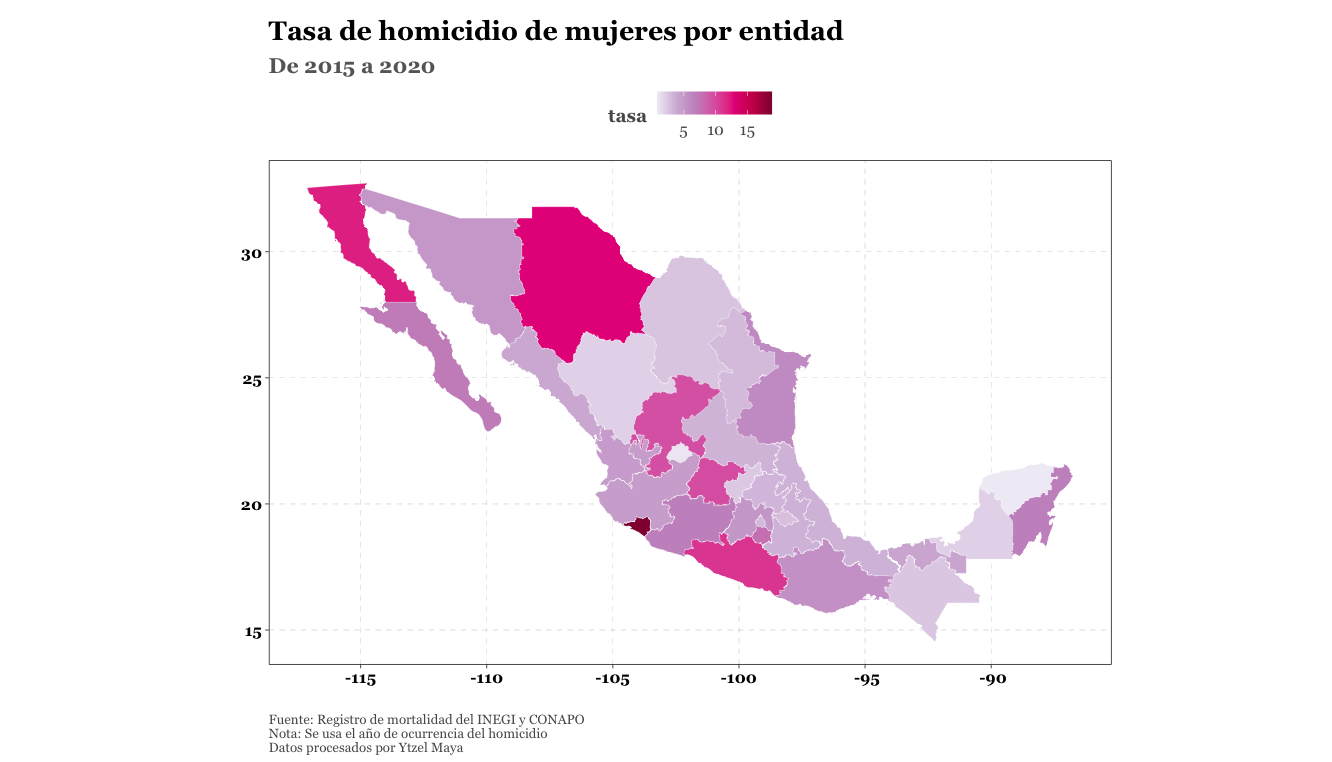 Tasa de homicidio de mujeres por entidad
De 2015 a 2020
tasa
5 10 15
30
25
20
15
-115 -110 -105 -100 -95 -90
Fuente: Registro de mortalidad del INEGI y CONAPO
Nota: Se usa el año de ocurrencia del homicidio
Datos procesados por Ytzel Maya